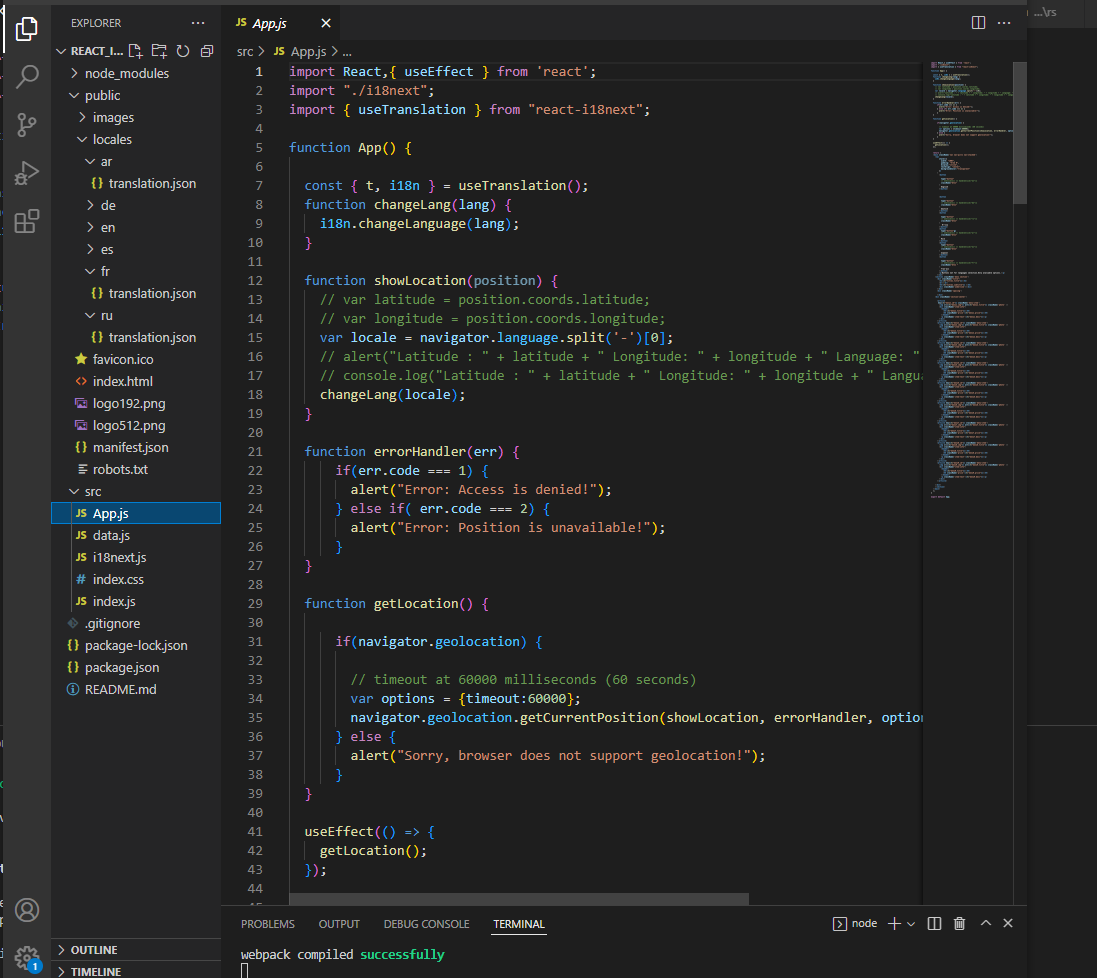 EXPLORER
REACT_I...
node_modules
public
images
locales
ar
translation.json
de
en
es
fr
translation.json
ru
translation.json
favicon.ico
index.html
logo192.png
logo512.png
manifest.json
robots.txt
src
JS App.js
JS data.js
JS i18next.js
# index.css
JS index.js
.gitignore
{} package-lock.json
{} package.json
README.md
OUTLINE
TIMELINE
1
JS App.js
...\rs
src > JS App.js > ...
1 import React,{ useEffect } from 'react';
2 import "./i18next";
3 import { useTranslation } from "react-i18next";
4
5 function App() {
6
7 const { t, i18n } = useTranslation();
8 function changeLang(lang) {
9 i18n.changeLanguage(lang);
10 }
11
12 function showLocation(position) {
13 // var latitude = position.coords.latitude;
14 // var longitude = position.coords.longitude;
15 var locale = navigator.language.split('-')[0];
16 // alert("Latitude : " + latitude + " Longitude: " + longitude + " Language: "
17 // console.log("Latitude : " + latitude + " Longitude: " + longitude + " Langu
18 changeLang(locale);
19 }
20
21 function errorHandler(err) {
22 if(err.code === 1) {
23 alert("Error: Access is denied!");
24 } else if( err.code === 2) {
25 alert("Error: Position is unavailable!");
26 }
27 }
28
29 function getLocation() {
30
31 if(navigator.geolocation) {
32
33 // timeout at 60000 milliseconds (60 seconds)
34 var options = {timeout:60000};
35 navigator.geolocation.getCurrentPosition(showLocation, errorHandler, option
36 } else {
37 alert("Sorry, browser does not support geolocation!");
38 }
39 }
40
41 useEffect(() => {
42 getLocation();
43 });
44
PROBLEMS OUTPUT DEBUG CONSOLE TERMINAL
node
webpack compiled successfully